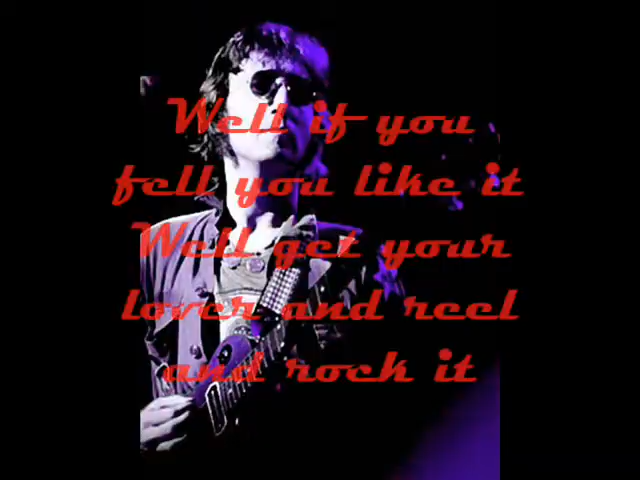 Well if you
fell you like it
Well get your
lover and reel
and rock it